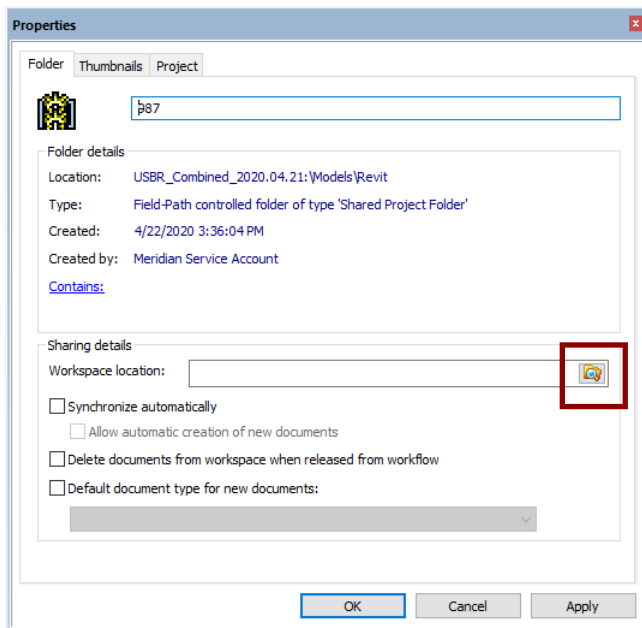 Properties
Folder Thumbnails Project
987
Folder details
Location: USBR_Combined_2020.04.21:\Models\Revit
Type: Field-Path controlled folder of type 'Shared Project Folder'
Created: 4/22/2020 3:36:04 PM
Created by: Meridian Service Account
Contains:
Sharing details
Workspace location:
Synchronize automatically
Allow automatic creation of new documents
Delete documents from workspace when released from workflow
Default document type for new documents:
OK Cancel Apply